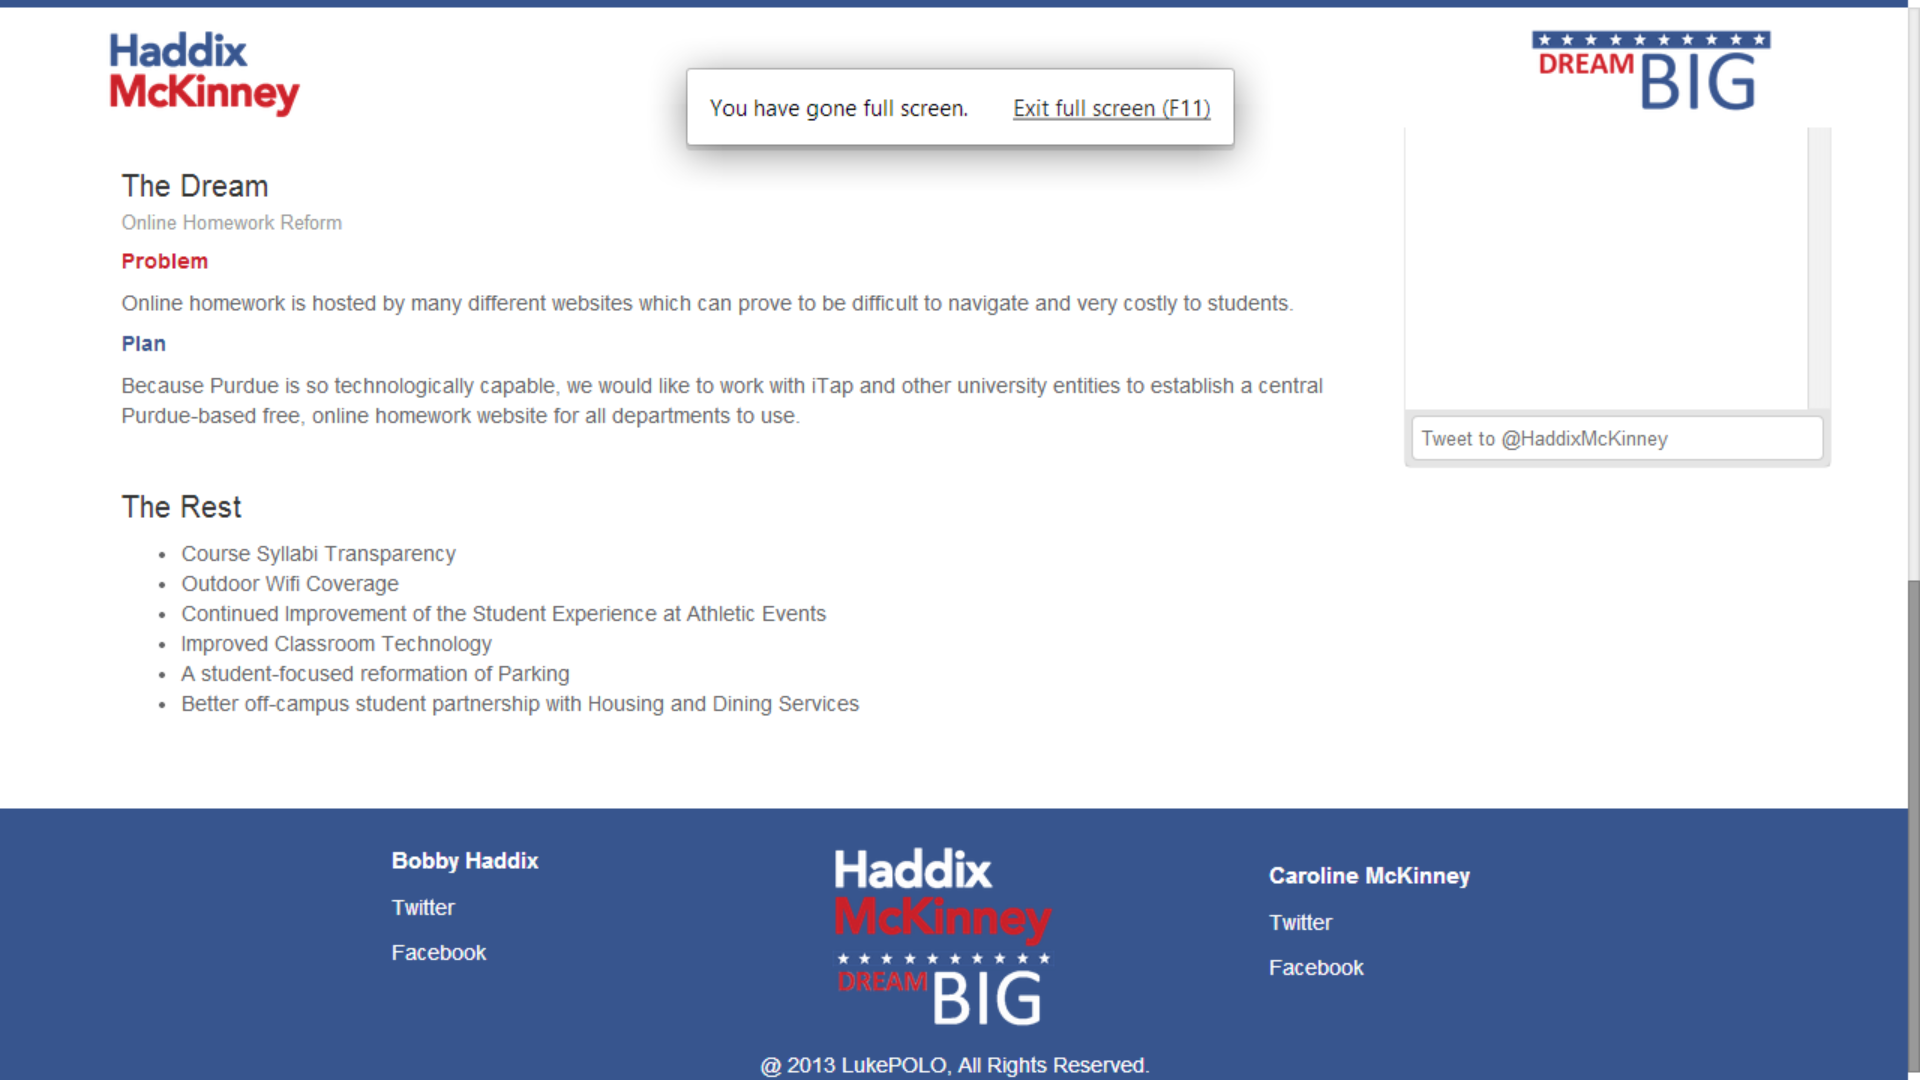 Haddix
McKinney
You have gone full screen. Exit full screen (F11)
DREAM BIG
The Dream
Online Homework Reform
Problem
Online homework is hosted by many different websites which can prove to be difficult to navigate and very costly to students.
Plan
Because Purdue is so technologically capable, we would like to work with iTap and other university entities to establish a central
Purdue-based free, online homework website for all departments to use.
Tweet to @HaddixMcKinney
The Rest
• Course Syllabi Transparency
• Outdoor Wifi Coverage
• Continued Improvement of the Student Experience at Athletic Events
• Improved Classroom Technology
• A student-focused reformation of Parking
• Better off-campus student partnership with Housing and Dining Services
Bobby Haddix
Twitter
Facebook
Haddix
McKinney
DREAM BIG
Caroline McKinney
Twitter
Facebook
@ 2013 LukePOLO, All Rights Reserved.